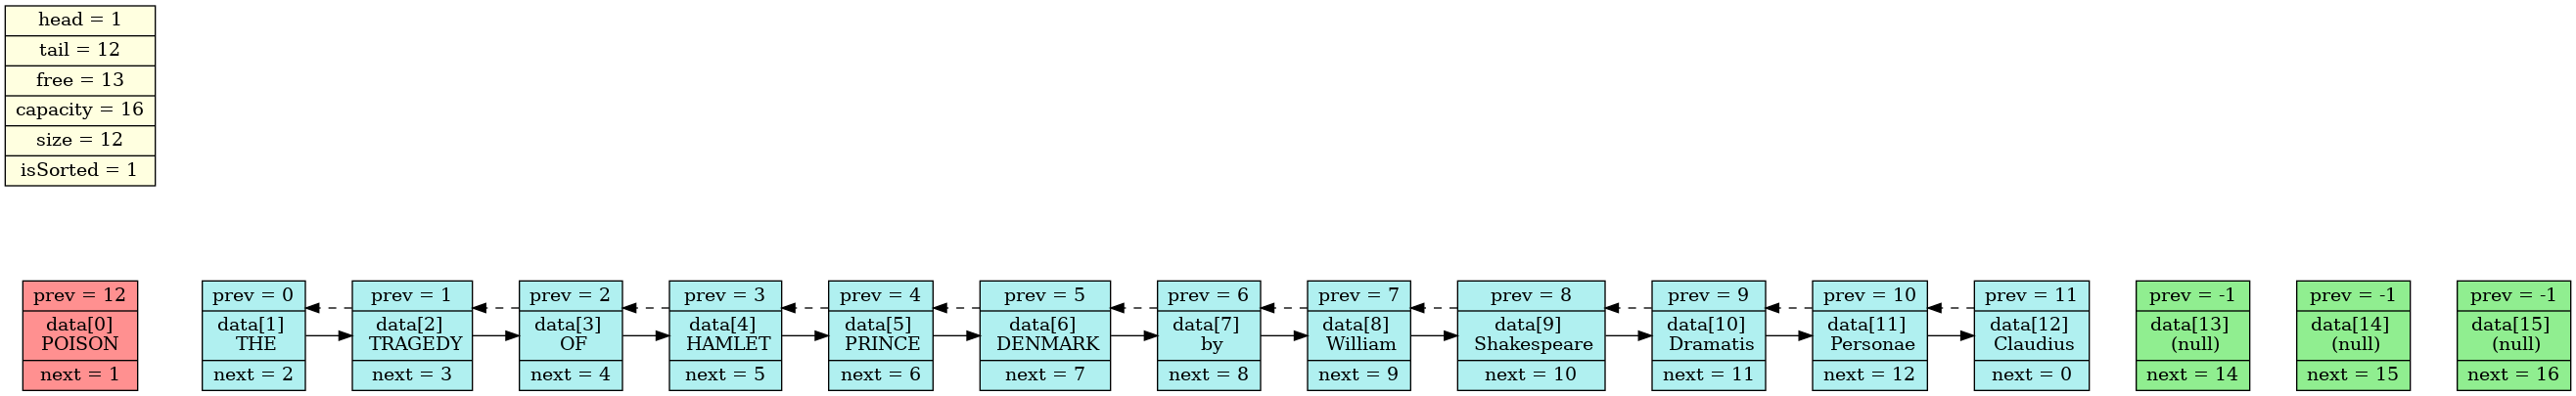 head = 1
tail = 12
free = 13
capacity = 16
size = 12
isSorted = 1
prev = 12
data[0]
POISON
next = 1
prev = 0
data[1]
THE
next = 2
prev = 1
data[2]
TRAGEDY
next = 3
prev = 2
data[3]
OF
next = 4
prev = 3
data[4]
HAMLET
next = 5
prev = 4
data[5]
PRINCE
next = 6
prev = 5
data[6]
DENMARK
next = 7
prev = 6
data[7]
by
next = 8
prev = 7
data[8]
William
next = 9
prev = 8
data[9]
Shakespeare
next = 10
prev = 9
data[10]
Dramatis
next = 11
prev = 10
data[11]
Personae
next = 12
prev = 11
data[12]
Claudius
next = 0
prev = -1
data[13]
(null)
next = 14
prev = -1
data[14]
(null)
next = 15
prev = -1
data[15]
(null)
next = 16